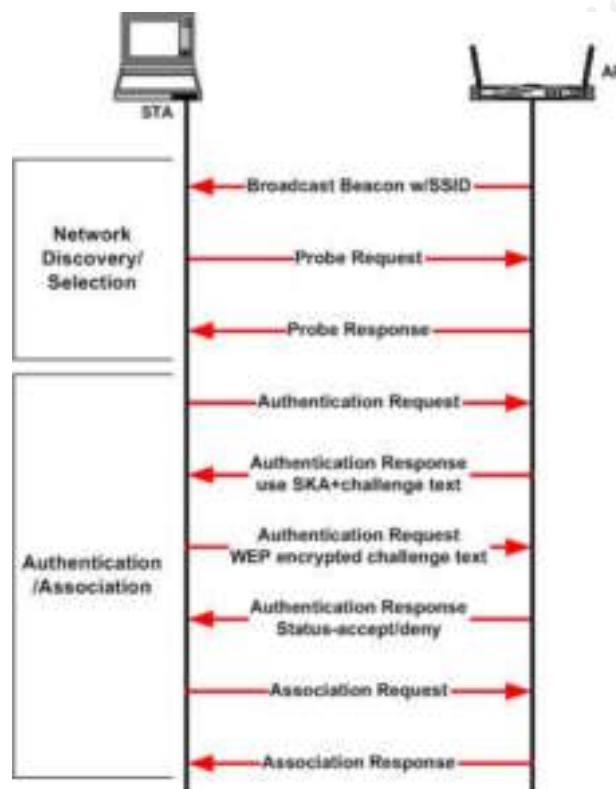 STA
Broadcast Beacon w/SSID
Network
Discovery/
Selection
Probe Request
Probe Response
Authentication Request
Authentication Response
use SKA+challenge text
Authentication Request
WEP encrypted challenge text
Authentication
/Association
Authentication Response
Status-accept/deny
Association Request
Association Response